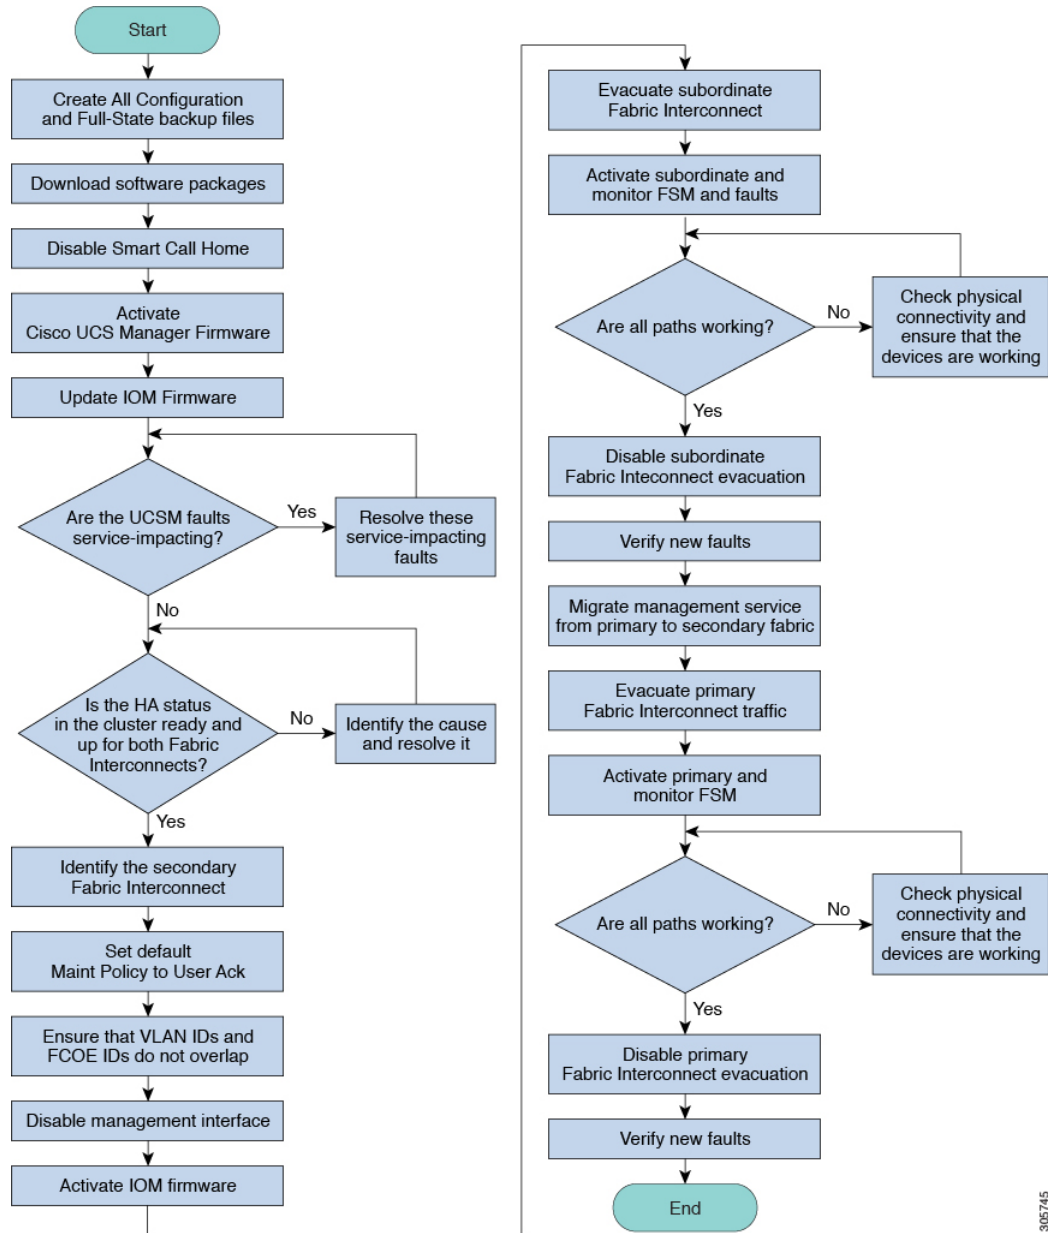 Start
Create All Configuration
and Full-State backup files
Download software packages
Disable Smart Call Home
Activate
Cisco UCS Manager Firmware
Update IOM Firmware
Are the UCSM faults
service-impacting?
Yes
Resolve these
service-impacting
faults
No
Is the HA status
in the cluster ready and
up for both Fabric
Interconnects?
No
Identify the cause
and resolve it
Yes
Identify the secondary
Fabric Interconnect
Set default
Maint Policy to User Ack
Ensure that VLAN IDs and
FCOE IDs do not overlap
Disable management interface
Activate IOM firmware
Evacuate subordinate
Fabric Interconnect
Activate subordinate and
monitor FSM and faults
Are all paths working?
No
Check physical
connectivity and
ensure that the
devices are working
Yes
Disable subordinate
Fabric Inteconnect evacuation
Verify new faults
Migrate management service
from primary to secondary fabric
Evacuate primary
Fabric Interconnect traffic
Activate primary and
monitor FSM
Are all paths working?
No
Check physical
connectivity and
ensure that the
devices are working
Yes
Disable primary
Fabric Interconnect evacuation
Verify new faults
End
305745